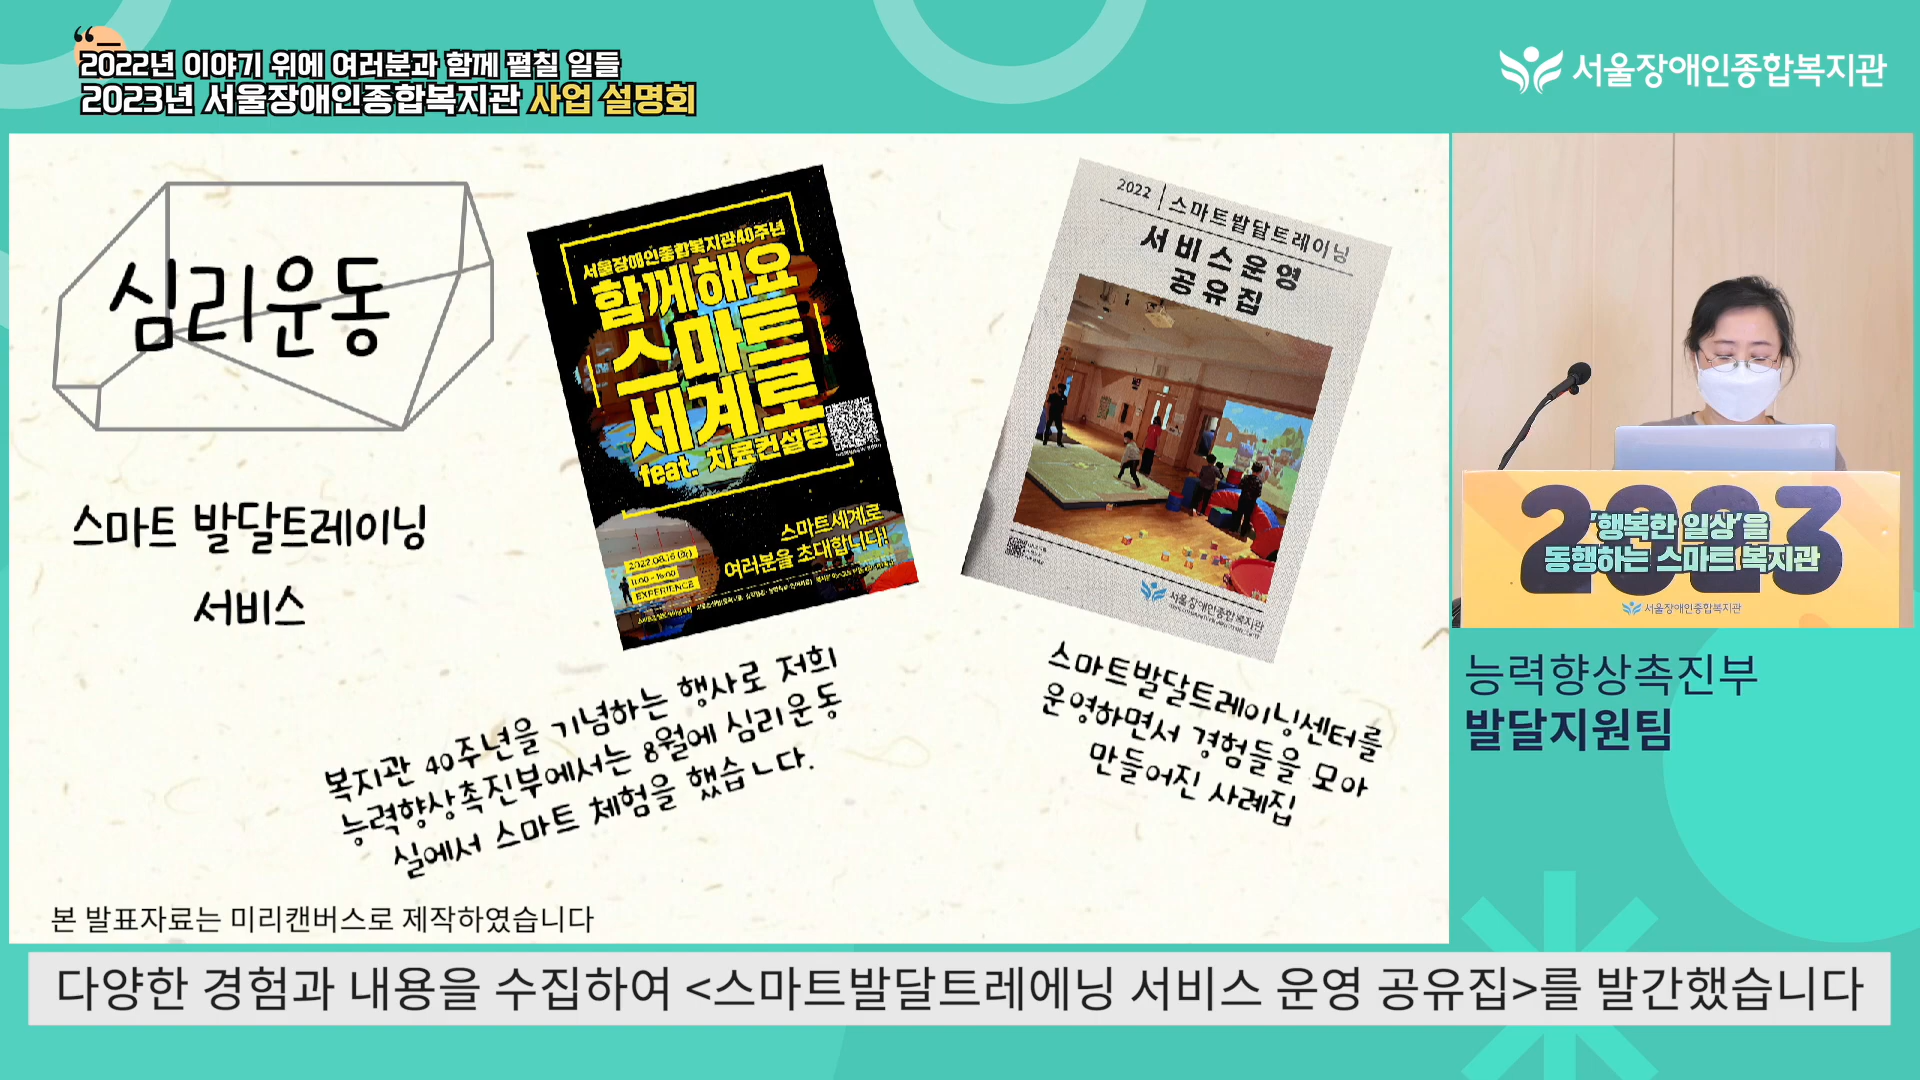 2022년 이야기 위에 여러분과 함께 펼칠 일들
2023년 서울장애인종합복지관 사업 설명회
서울장애인종합복지관
심리운동
스마트 발달트레이닝
서비스
서울장애인종합복지관40주년
함께해요
스마트
세계로
feat. 치료컨설팅
스마트세계로
여러분을 초대합니다!
2022.08.16 (화)
11:00 - 16:00
EXPERIENCE
2022 | 스마트발달트레이닝
서비스운영
공유집
서울장애인종합복지관
복지관 40주년을 기념하는 행사로 저희
능력향상촉진부에서는 8월에 심리운동
실에서 스마트 체험을 했습니다.
스마트발달트레이닝센터를
운영하면서 경험들을 모아
만들어진 사례집
본 발표자료는 미리캔버스로 제작하였습니다
2023
'행복한 일상'을
동행하는 스마트 복지관
서울장애인종합복지관
능력향상촉진부
발달지원팀
다양한 경험과 내용을 수집하여 <스마트발달트레에닝 서비스 운영 공유집>를 발간했습니다